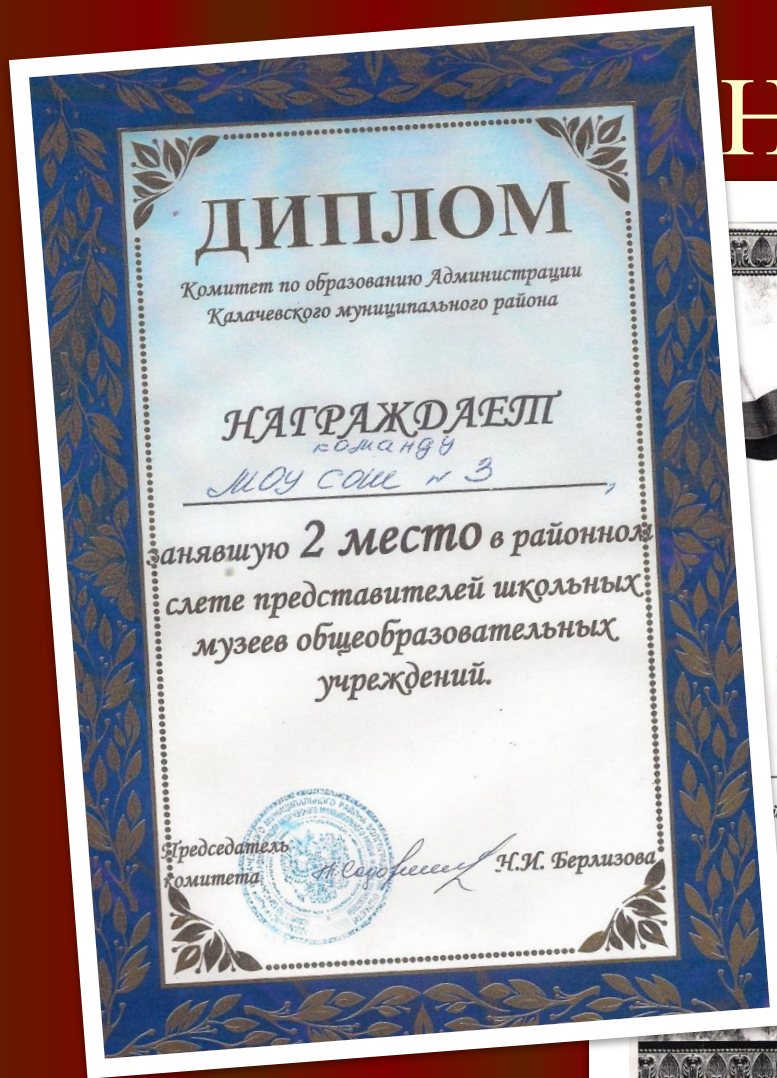 ДИПЛОМ
Комитет по образованию Администрации
Калачевского муниципального района
НАГРАЖДАЕТ
команду
МОУ СОШ № 3,
занявшую 2 место в районном
слете представителей школьных
музеев общеобразовательных
учреждений.
Председатель
комитета
Н.И. Берлизова
Н